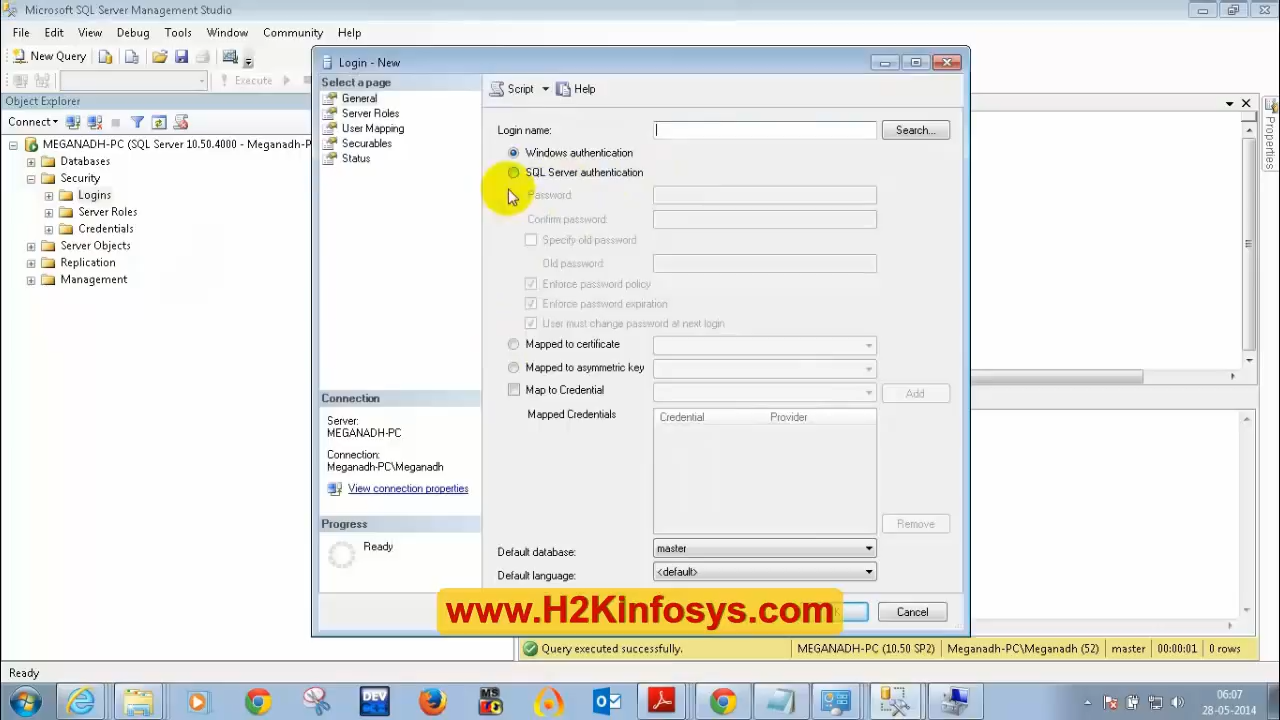 Microsoft SQL Server Management Studio
File Edit View Debug Tools Window Community Help
New Query
Execute
Object Explorer
Connect
MEGANADH-PC (SQL Server 10.50.4000 - Meganadh-P
Databases
Security
Logins
Server Roles
Credentials
Server Objects
Replication
Management
Login - New
Select a page
General
Server Roles
User Mapping
Securables
Status
Connection
Server:
MEGANADH-PC
Connection:
Meganadh-PC\Meganadh
View connection properties
Progress
Ready
Script Help
Login name: Search...
Windows authentication
SQL Server authentication
Password:
Confirm password:
Specify old password
Old password:
Enforce password policy
Enforce password expiration
User must change password at next login
Mapped to certificate
Mapped to asymmetric key
Map to Credential Add
Mapped Credentials Credential Provider
Remove
Default database: master
Default language: <default>
Cancel
www.H2Kinfosys.com
Properties
Query executed successfully. MEGANADH-PC (10.50 SP2) Meganadh-PC\Meganadh (52) master 00:00:01 0 rows
Ready
DEV
MS
06:07
28-05-2014